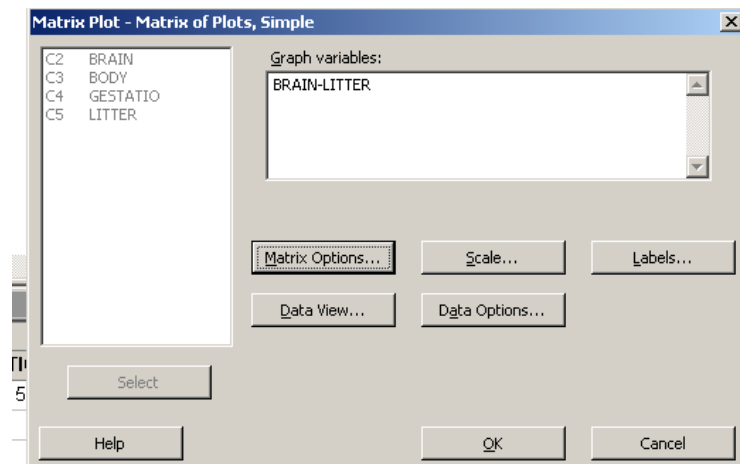 Matrix Plot - Matrix of Plots, Simple
C2 BRAIN
C3 BODY
C4 GESTATIO
C5 LITTER
Graph variables:
BRAIN-LITTER
Matrix Options...
Scale...
Labels...
Data View...
Data Options...
Select
5
Help
OK
Cancel